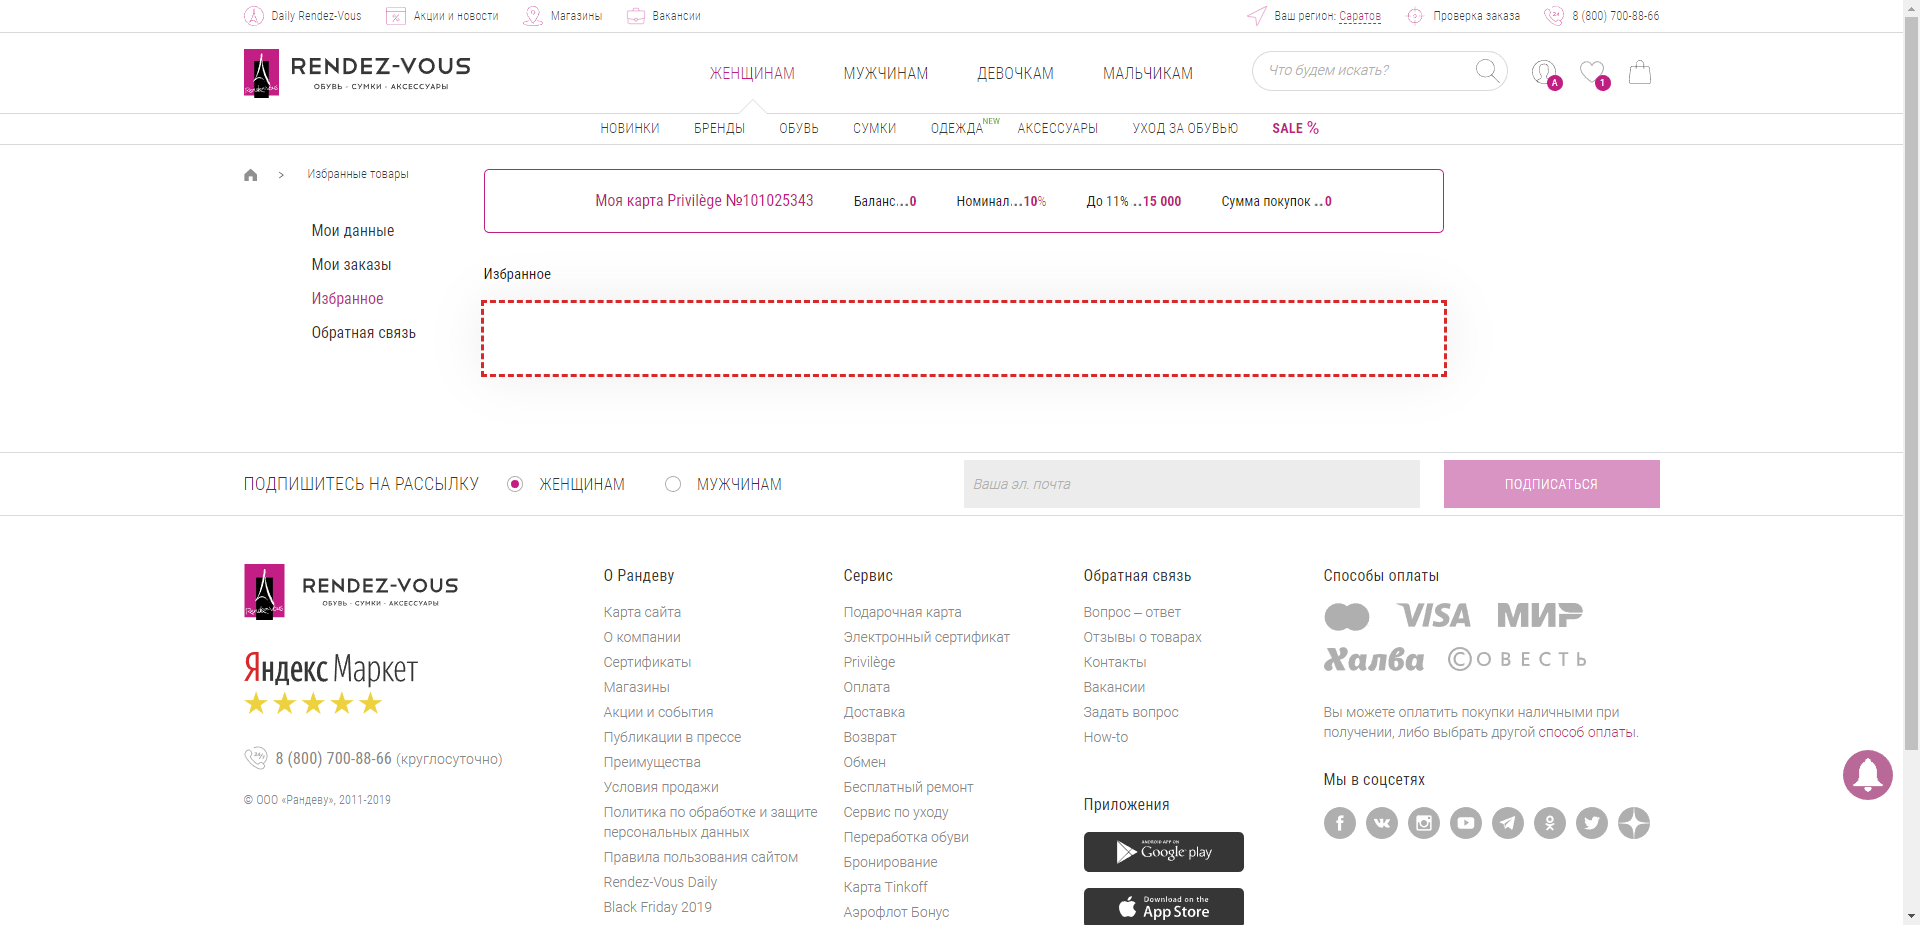 Daily Rendez-Vous
Акции и новости
Магазины
Вакансии
Ваш регион: Саратов
Проверка заказа
8 (800) 700-88-66
RENDEZ-VOUS
ОБУВЬ · СУМКИ · АКСЕССУАРЫ
ЖЕНЩИНАМ
МУЖЧИНАМ
ДЕВОЧКАМ
МАЛЬЧИКАМ
Что будем искать?
A
1
НОВИНКИ
БРЕНДЫ
ОБУВЬ
СУМКИ
ОДЕЖДА NEW
АКСЕССУАРЫ
УХОД ЗА ОБУВЬЮ
SALE %
> Избранные товары
Моя карта Privilège №101025343
Баланс...0
Номинал...10%
До 11% ..15 000
Сумма покупок ..0
Мои данные
Мои заказы
Избранное
Обратная связь
Избранное
ПОДПИШИТЕСЬ НА РАССЫЛКУ
ЖЕНЩИНАМ
МУЖЧИНАМ
Ваша эл. почта
ПОДПИСАТЬСЯ
RENDEZ-VOUS
ОБУВЬ · СУМКИ · АКСЕССУАРЫ
Яндекс Маркет
8 (800) 700-88-66 (круглосуточно)
© ООО «Рандеву», 2011-2019
О Рандеву
Карта сайта
О компании
Сертификаты
Магазины
Акции и события
Публикации в прессе
Преимущества
Условия продажи
Политика по обработке и защите
персональных данных
Правила пользования сайтом
Rendez-Vous Daily
Black Friday 2019
Сервис
Подарочная карта
Электронный сертификат
Privilège
Оплата
Доставка
Возврат
Обмен
Бесплатный ремонт
Сервис по уходу
Переработка обуви
Бронирование
Карта Tinkoff
Аэрофлот Бонус
Обратная связь
Вопрос – ответ
Отзывы о товарах
Контакты
Вакансии
Задать вопрос
How-to
Приложения
ANDROID APP ON
Google play
Download on the
App Store
Способы оплаты
VISA
МИР
Халва
©ОВЕСТЬ
Вы можете оплатить покупки наличными при
получении, либо выбрать другой способ оплаты.
Мы в соцсетях